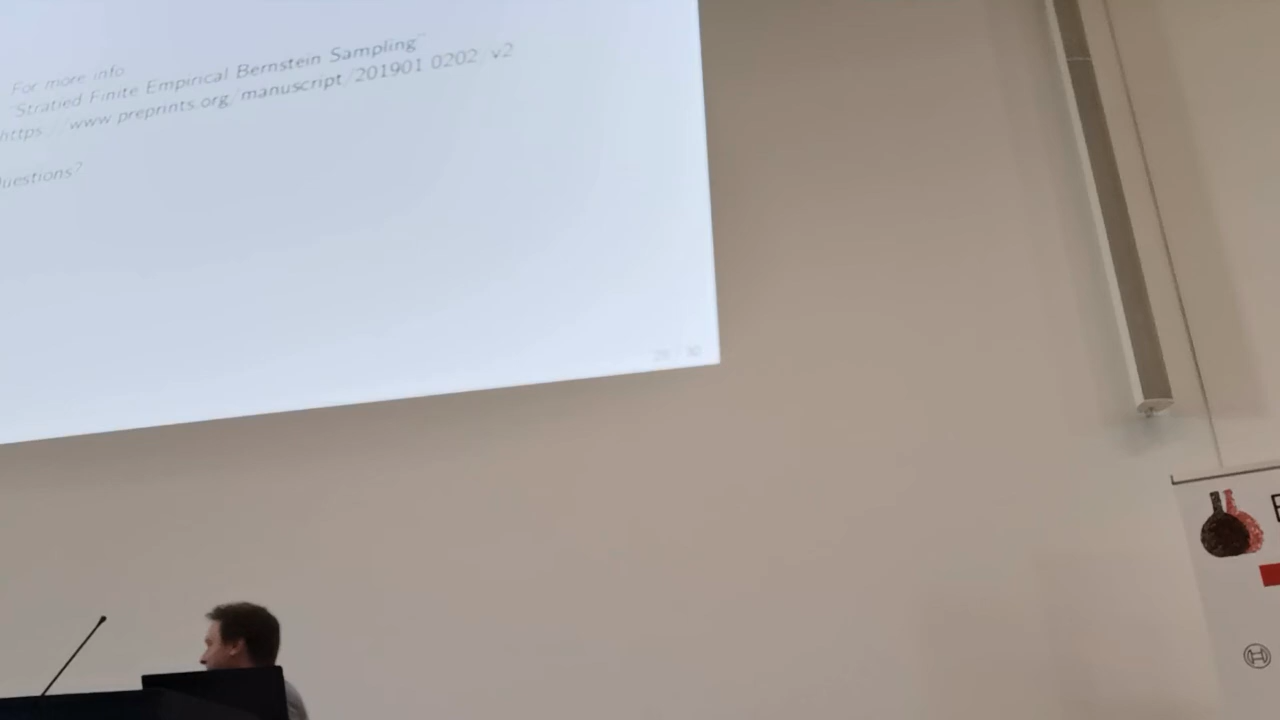 For more info
"Stratied Finite Empirical Bernstein Sampling"
https://www.preprints.org/manuscript/201901.0202/v2
uestions?